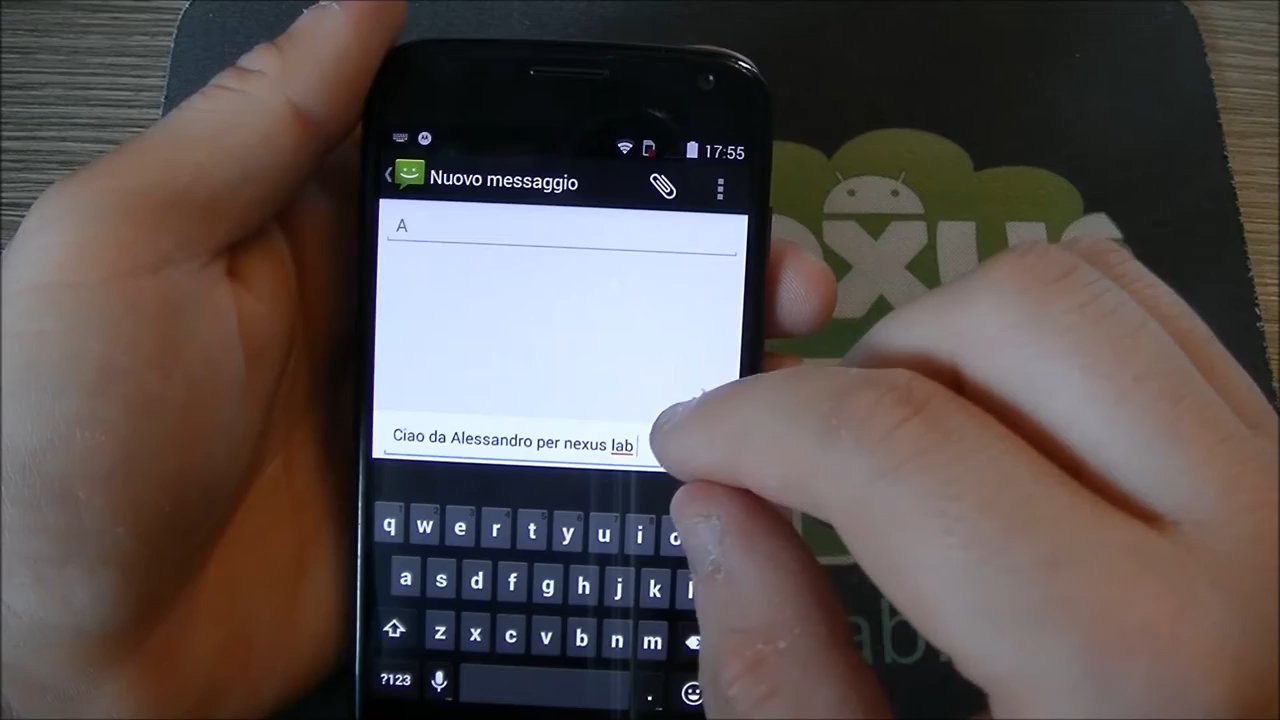 17:55
Nuovo messaggio
A
Ciao da Alessandro per nexus lab
q w e r t y u i o
a s d f g h j k l
z x c v b n m
?123 .